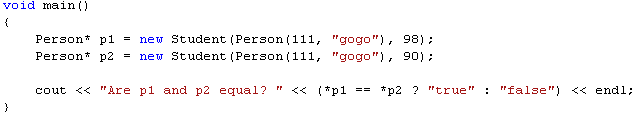 void main()
{
    Person* p1 = new Student(Person(111, "gogo"), 98);
    Person* p2 = new Student(Person(111, "gogo"), 90);
    cout << "Are p1 and p2 equal? " << (*p1 == *p2 ? "true" : "false") << endl;
}